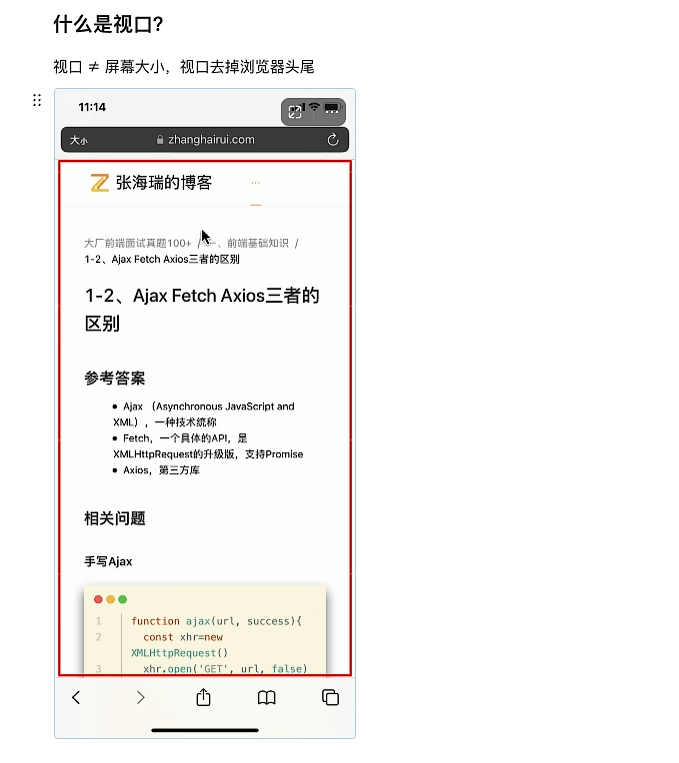 什么是视口?
视口 ≠ 屏幕大小，视口去掉浏览器头尾
11:14
大小
zhanghairui.com
张海瑞的博客
大厂前端面试真题100+ / 一、前端基础知识 /
1-2、Ajax Fetch Axios三者的区别
1-2、Ajax Fetch Axios三者的
区别
参考答案
• Ajax （Asynchronous JavaScript and
XML），一种技术统称
• Fetch，一个具体的API，是
XMLHttpRequest的升级版，支持Promise
• Axios，第三方库
相关问题
手写Ajax
1 function ajax(url, success){
2 const xhr=new
XMLHttpRequest()
3 xhr.open('GET', url, false)